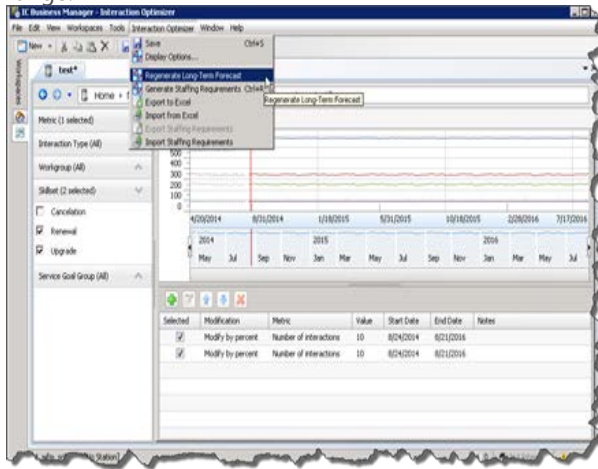 IC Business Manager - Interaction Optimizer
File Edit View Workspaces Tools Interaction Optimizer Window Help
New
Save Ctrl+S
Display Options...
Regenerate Long-Term Forecast
Generate Staffing Requirements
Export to Excel
Import from Excel
Export Staffing Requirements
Import Staffing Requirements
Regenerate Long-Term Forecast
Workspaces
test*
Home
Metric (1 selected)
Interaction Type (All)
Workgroup (All)
Skillset (2 selected)
Cancelation
Renewal
Upgrade
Service Goal Group (All)
500
400
300
200
100
0
4/20/2014 8/31/2014 1/18/2015 5/31/2015 10/18/2015 2/28/2016 7/17/2016
2014 2015 2016
May Jul Sep Nov Jan Mar May Jul Sep Nov Jan Mar May Jul
Selected Modification Metric Value Start Date End Date Notes
Modify by percent Number of interactions 10 8/24/2014 8/21/2016
Modify by percent Number of interactions 10 8/24/2014 8/21/2016